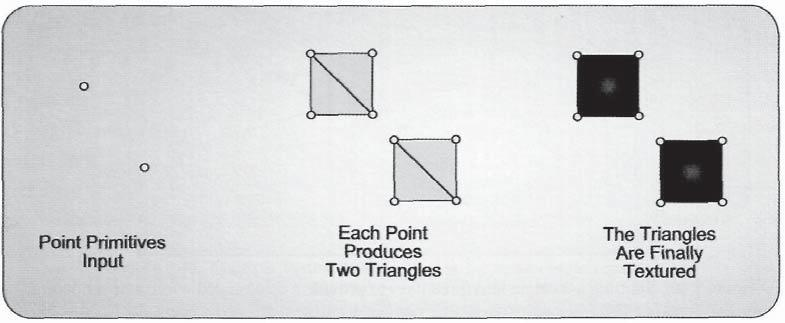 Point Primitives
Input
Each Point
Produces
Two Triangles
The Triangles
Are Finally
Textured